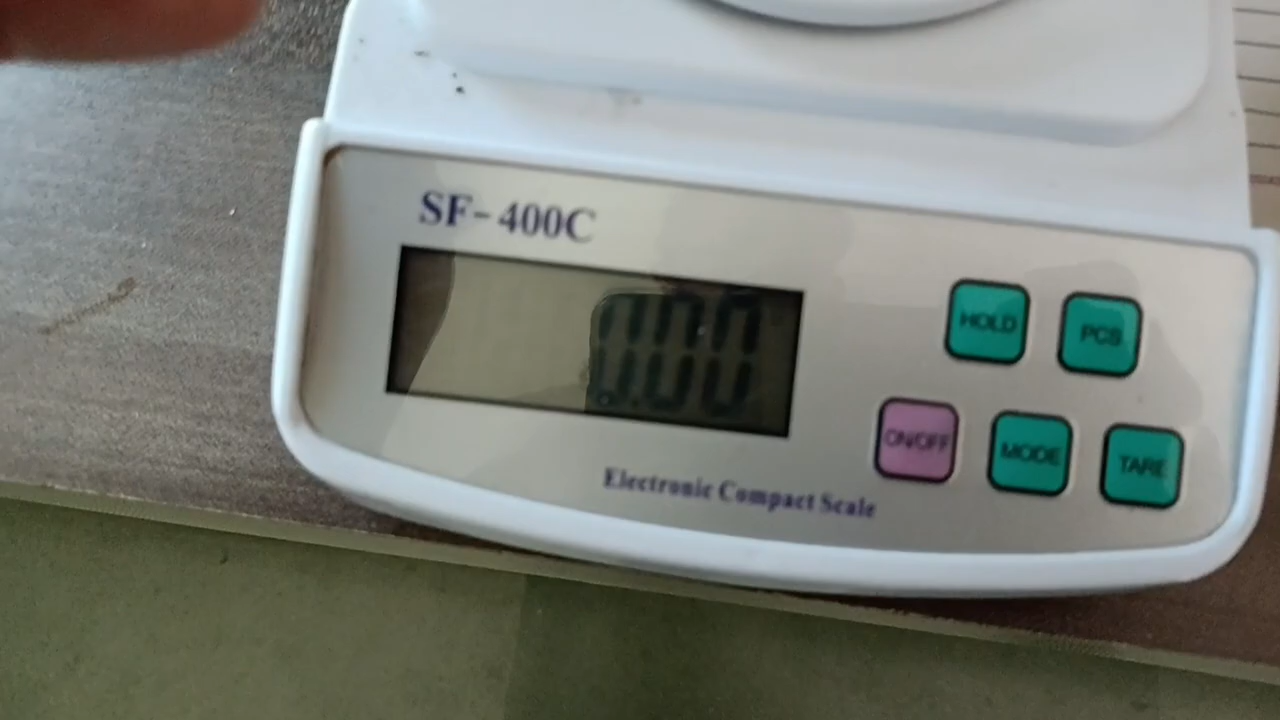 SF-400C
0.00
HOLD PCS
ON/OFF MODE TARE
Electronic Compact Scale